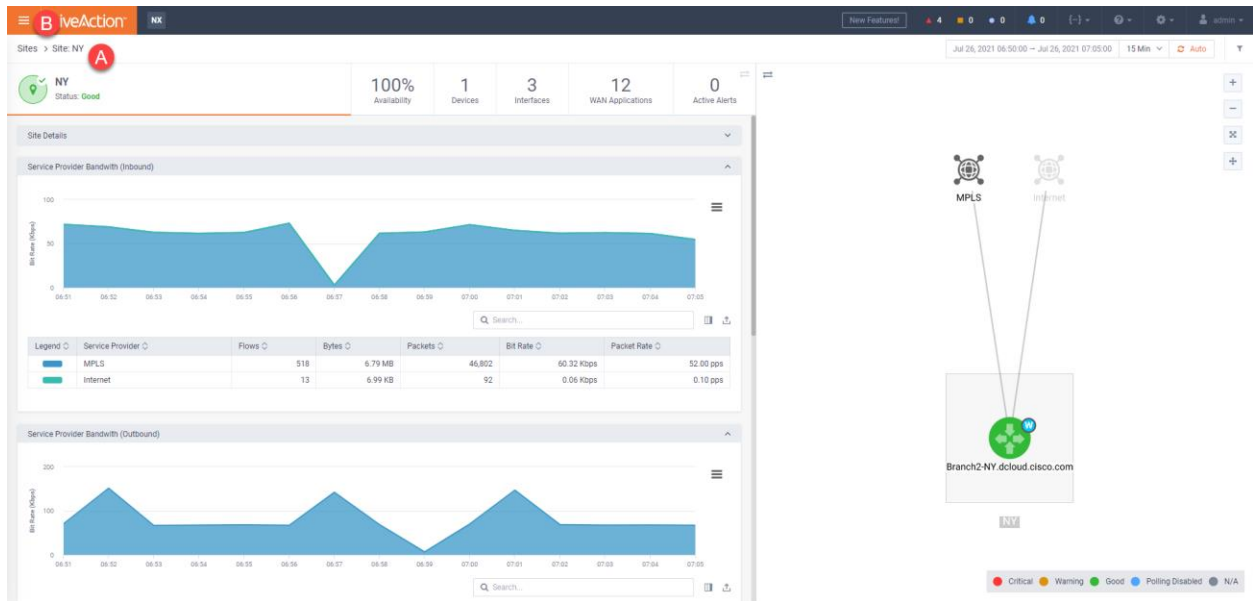 B iveAction NX New Features! 4 0 0 0 {-} admin
Sites > Site: NY A Jul 26, 2021 06:50:00 — Jul 26, 2021 07:05:00 15 Min Auto
NY
Status: Good
100% 1 3 12 0
Availability Devices Interfaces WAN Applications Active Alerts
Site Details
Service Provider Bandwith (Inbound)
100
50
0
Bit Rate (Kbps)
06:51 06:52 06:53 06:54 06:55 06:56 06:57 06:58 06:59 07:00 07:01 07:02 07:03 07:04 07:05
Search...
Legend Service Provider Flows Bytes Packets Bit Rate Packet Rate
MPLS 518 6.79 MB 46,802 60.32 Kbps 52.00 pps
Internet 13 6.99 KB 92 0.06 Kbps 0.10 pps
Service Provider Bandwith (Outbound)
200
100
0
Bit Rate (Kbps)
06:51 06:52 06:53 06:54 06:55 06:56 06:57 06:58 06:59 07:00 07:01 07:02 07:03 07:04 07:05
Search...
MPLS Internet
W
Branch2-NY.dcloud.cisco.com
NY
Critical Warning Good Polling Disabled N/A